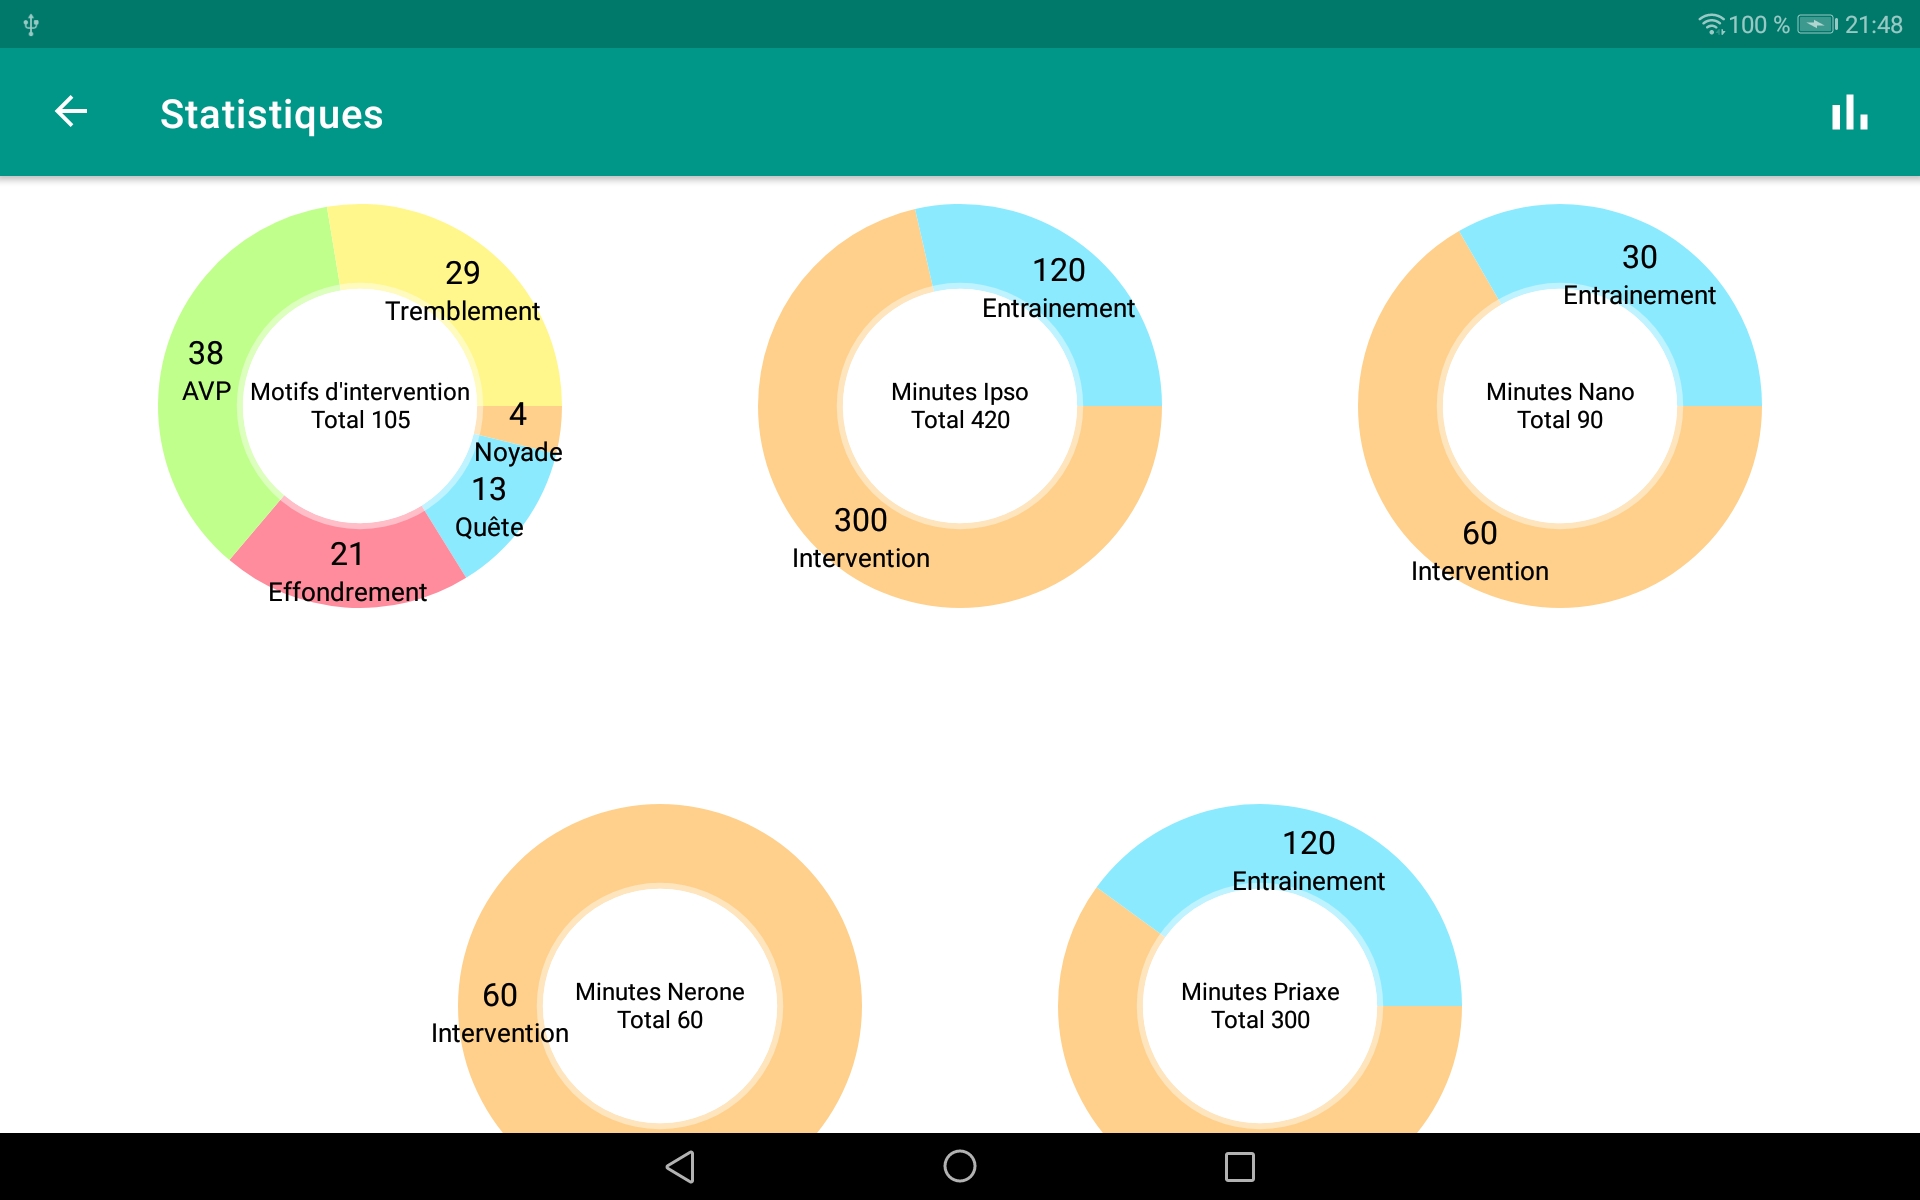 100 % 21:48
Statistiques
29
Tremblement
38
AVP
Motifs d'intervention
Total 105
4
Noyade
13
Quête
21
Effondrement
120
Entrainement
Minutes Ipso
Total 420
300
Intervention
30
Entrainement
Minutes Nano
Total 90
60
Intervention
60
Intervention
Minutes Nerone
Total 60
120
Entrainement
Minutes Priaxe
Total 300